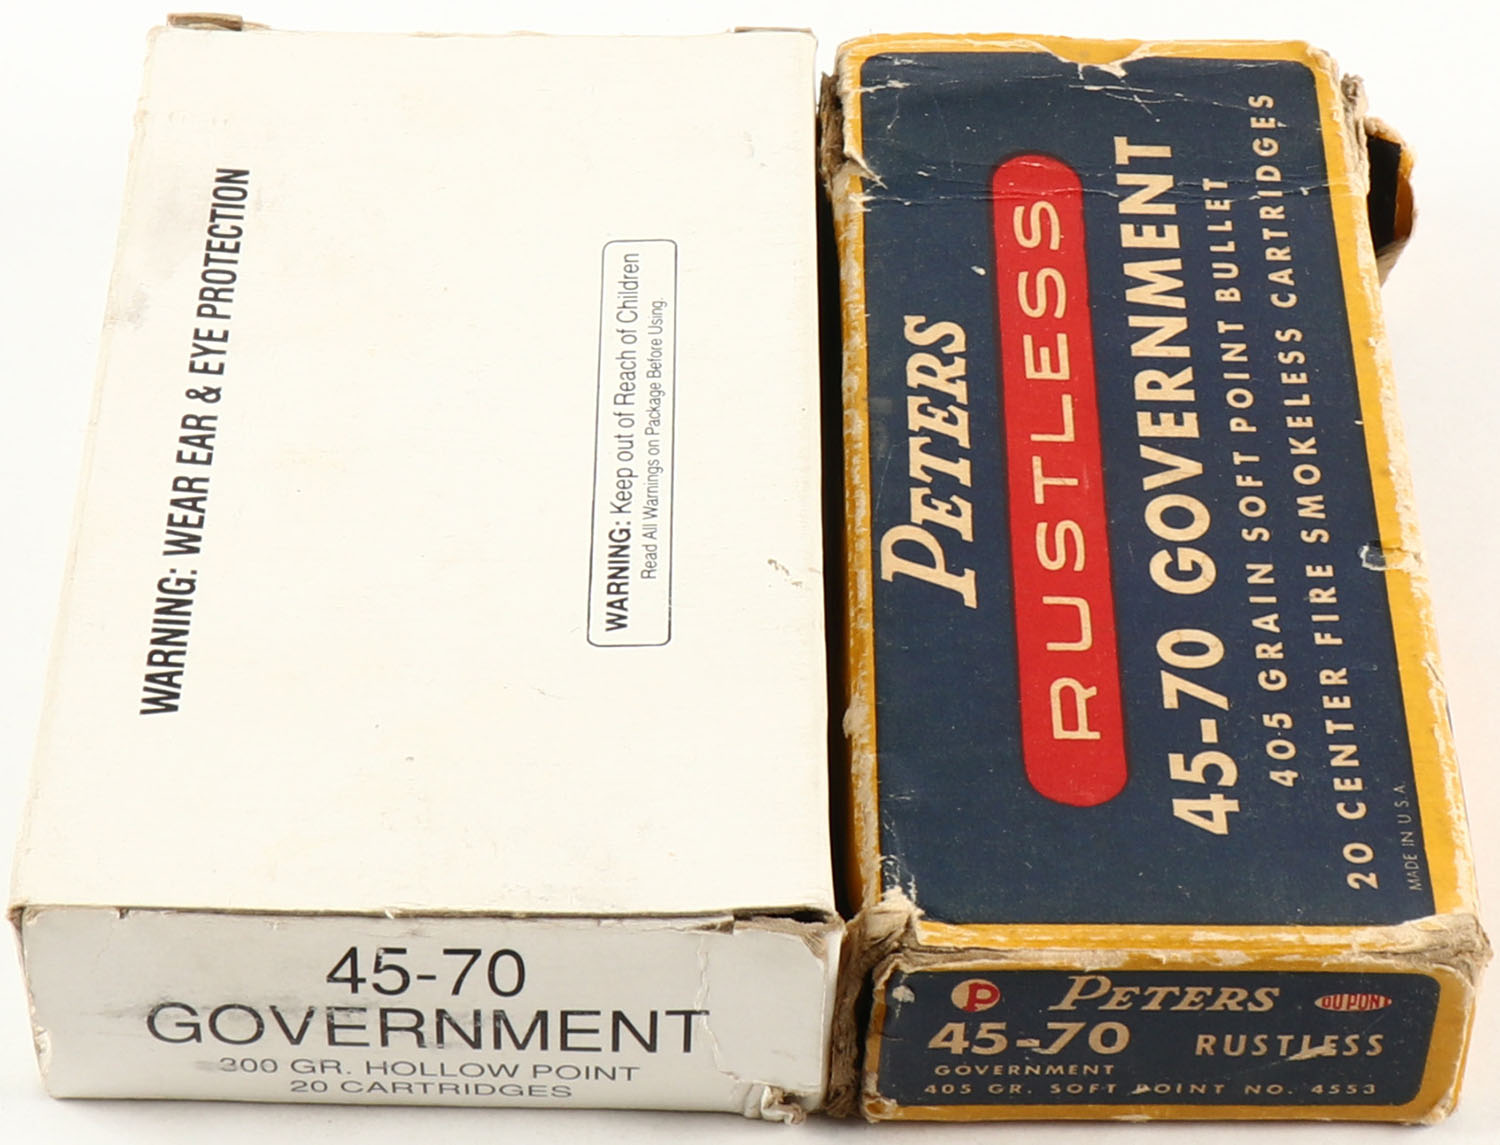 WARNING: WEAR EAR & EYE PROTECTION
WARNING: Keep out of Reach of Children
Read All Warnings on Package Before Using.
45-70
GOVERNMENT
300 GR. HOLLOW POINT
20 CARTRIDGES
PETERS
RUSTLESS
45-70 GOVERNMENT
405 GRAIN SOFT POINT BULLET
20 CENTER FIRE SMOKELESS CARTRIDGES
MADE IN U.S.A.
P PETERS DU PONT
45-70 RUSTLESS
GOVERNMENT
405 GR. SOFT POINT NO. 4553